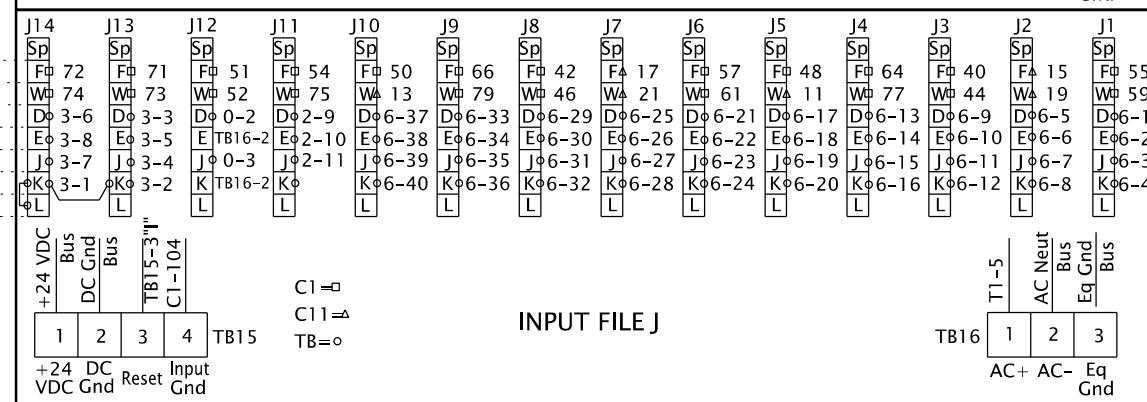 Gnd
J14 J13 J12 J11 J10 J9 J8 J7 J6 J5 J4 J3 J2 J1
Sp Sp Sp Sp Sp Sp Sp Sp Sp Sp Sp Sp Sp Sp
F 72 F 71 F 51 F 54 F 50 F 66 F 42 F 17 F 57 F 48 F 64 F 40 F 15 F 55
W 74 W 73 W 52 W 75 W 13 W 79 W 46 W 21 W 61 W 11 W 77 W 44 W 19 W 59
D 3-6 D 3-3 D 0-2 D 2-9 D 6-37 D 6-33 D 6-29 D 6-25 D 6-21 D 6-17 D 6-13 D 6-9 D 6-5 D 6-1
E 3-8 E 3-5 E TB16-2 E 2-10 E 6-38 E 6-34 E 6-30 E 6-26 E 6-22 E 6-18 E 6-14 E 6-10 E 6-6 E 6-2
J 3-7 J 3-4 J 0-3 J 2-11 J 6-39 J 6-35 J 6-31 J 6-27 J 6-23 J 6-19 J 6-15 J 6-11 J 6-7 J 6-3
K 3-1 K 3-2 K TB16-2 K K 6-40 K 6-36 K 6-32 K 6-28 K 6-24 K 6-20 K 6-16 K 6-12 K 6-8 K 6-4
L L L L L L L L L L L L L L
+24 VDC
Bus
DC Gnd
Bus
TB15-3"I"
C1-104
T1-5
AC Neut
Bus
Eq Gnd
Bus
C1=
C11=
TB=
INPUT FILE J
1 2 3 4 TB15
TB16 1 2 3
+24 VDC
DC Gnd
Reset
Input Gnd
AC+
AC-
Eq Gnd